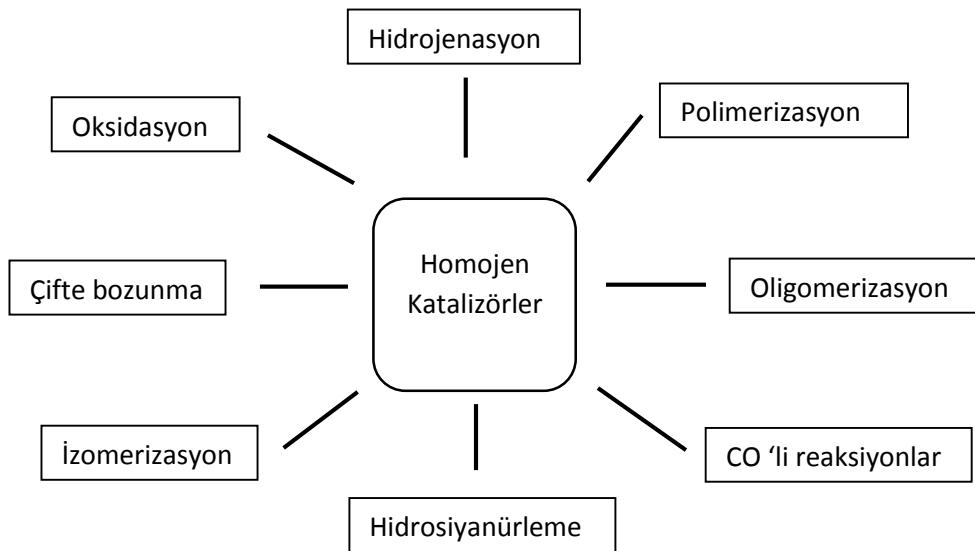 Hidrojenasyon
Polimerizasyon
Oksidasyon
Homojen
Katalizörler
Çifte bozunma
Oligomerizasyon
İzomerizasyon
CO ‘li reaksiyonlar
Hidrosiyanürleme